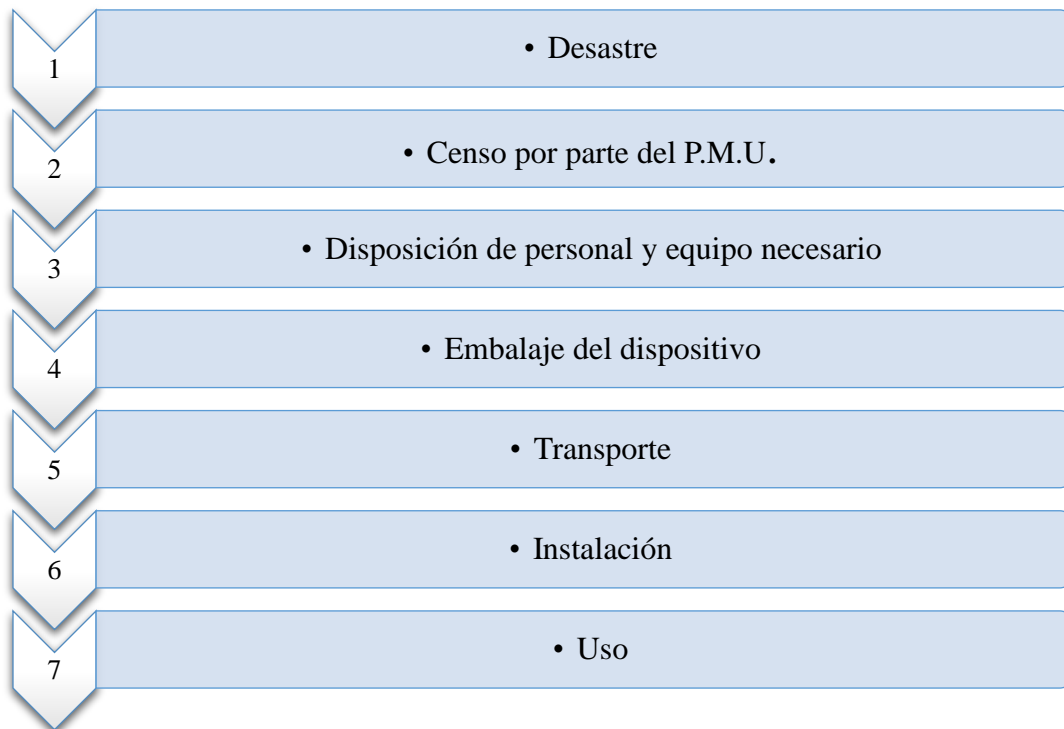 1
• Desastre
2
• Censo por parte del P.M.U.
3
• Disposición de personal y equipo necesario
4
• Embalaje del dispositivo
5
• Transporte
6
• Instalación
7
• Uso